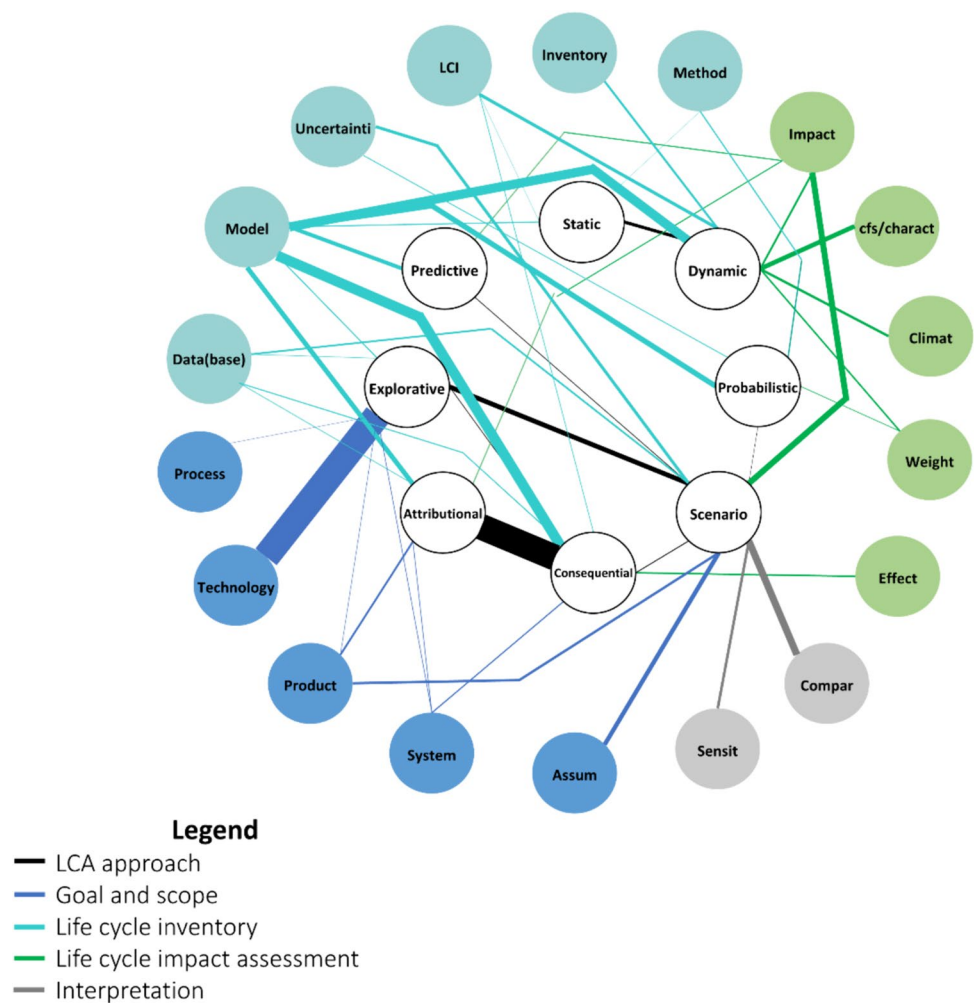 Inventory
LCI
Method
Uncertainti
Impact
Static
Model
cfs/charact
Predictive
Dynamic
Climat
Data(base)
Explorative
Probabilistic
Weight
Process
Attributional
Scenario
Consequential
Effect
Technology
Product
Compar
System
Sensit
Assum
Legend
LCA approach
Goal and scope
Life cycle inventory
Life cycle impact assessment
Interpretation